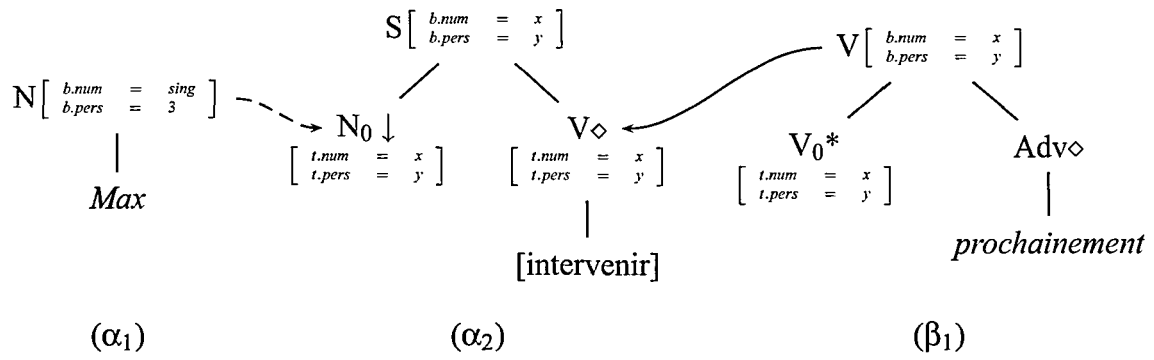 N [ b.num = sing
b.pers = 3 ]
Max
(α₁)
S [ b.num = x
b.pers = y ]
N₀ ↓
[ t.num = x
t.pers = y ]
V◇
[ t.num = x
t.pers = y ]
[intervenir]
(α₂)
V [ b.num = x
b.pers = y ]
V₀*
[ t.num = x
t.pers = y ]
Adv◇
prochainement
(β₁)